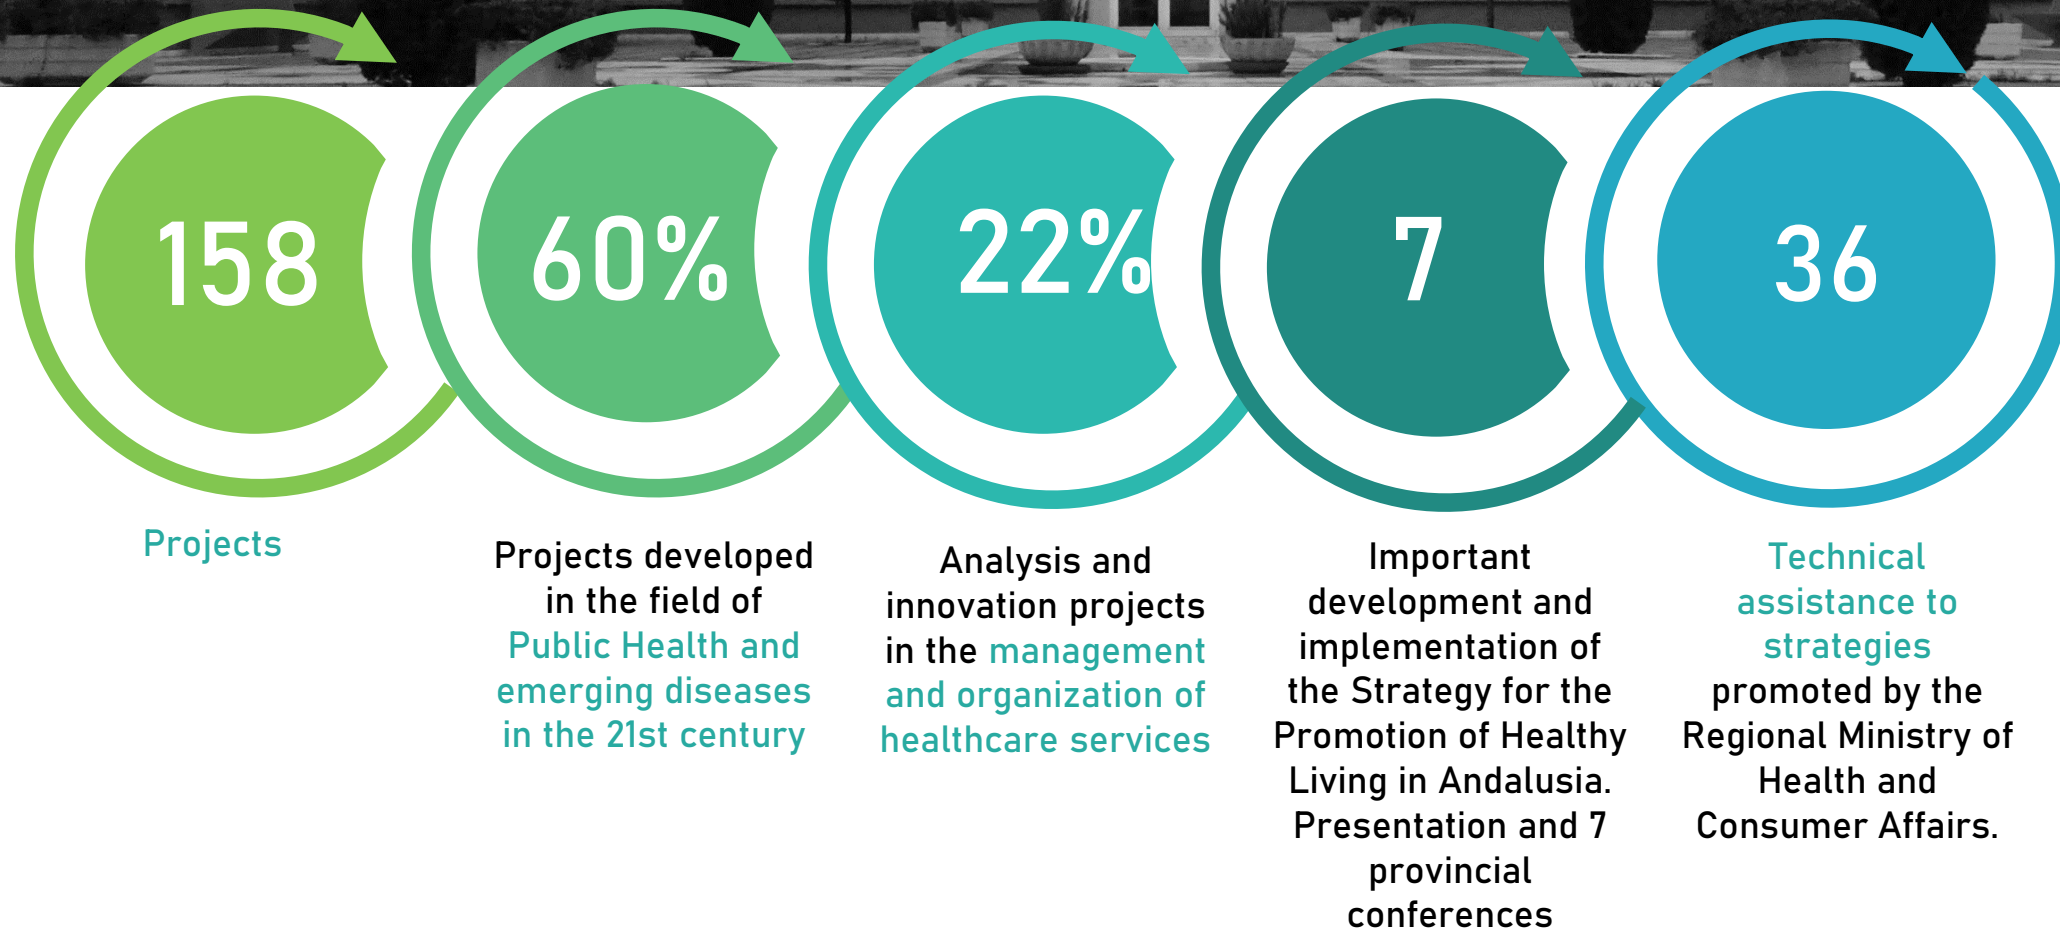 158
Projects
60%
Projects developed
in the field of
Public Health and
emerging diseases
in the 21st century
22%
Analysis and
innovation projects
in the management
and organization of
healthcare services
7
Important
development and
implementation of
the Strategy for the
Promotion of Healthy
Living in Andalusia.
Presentation and 7
provincial
conferences
36
Technical
assistance to
strategies
promoted by the
Regional Ministry of
Health and
Consumer Affairs.